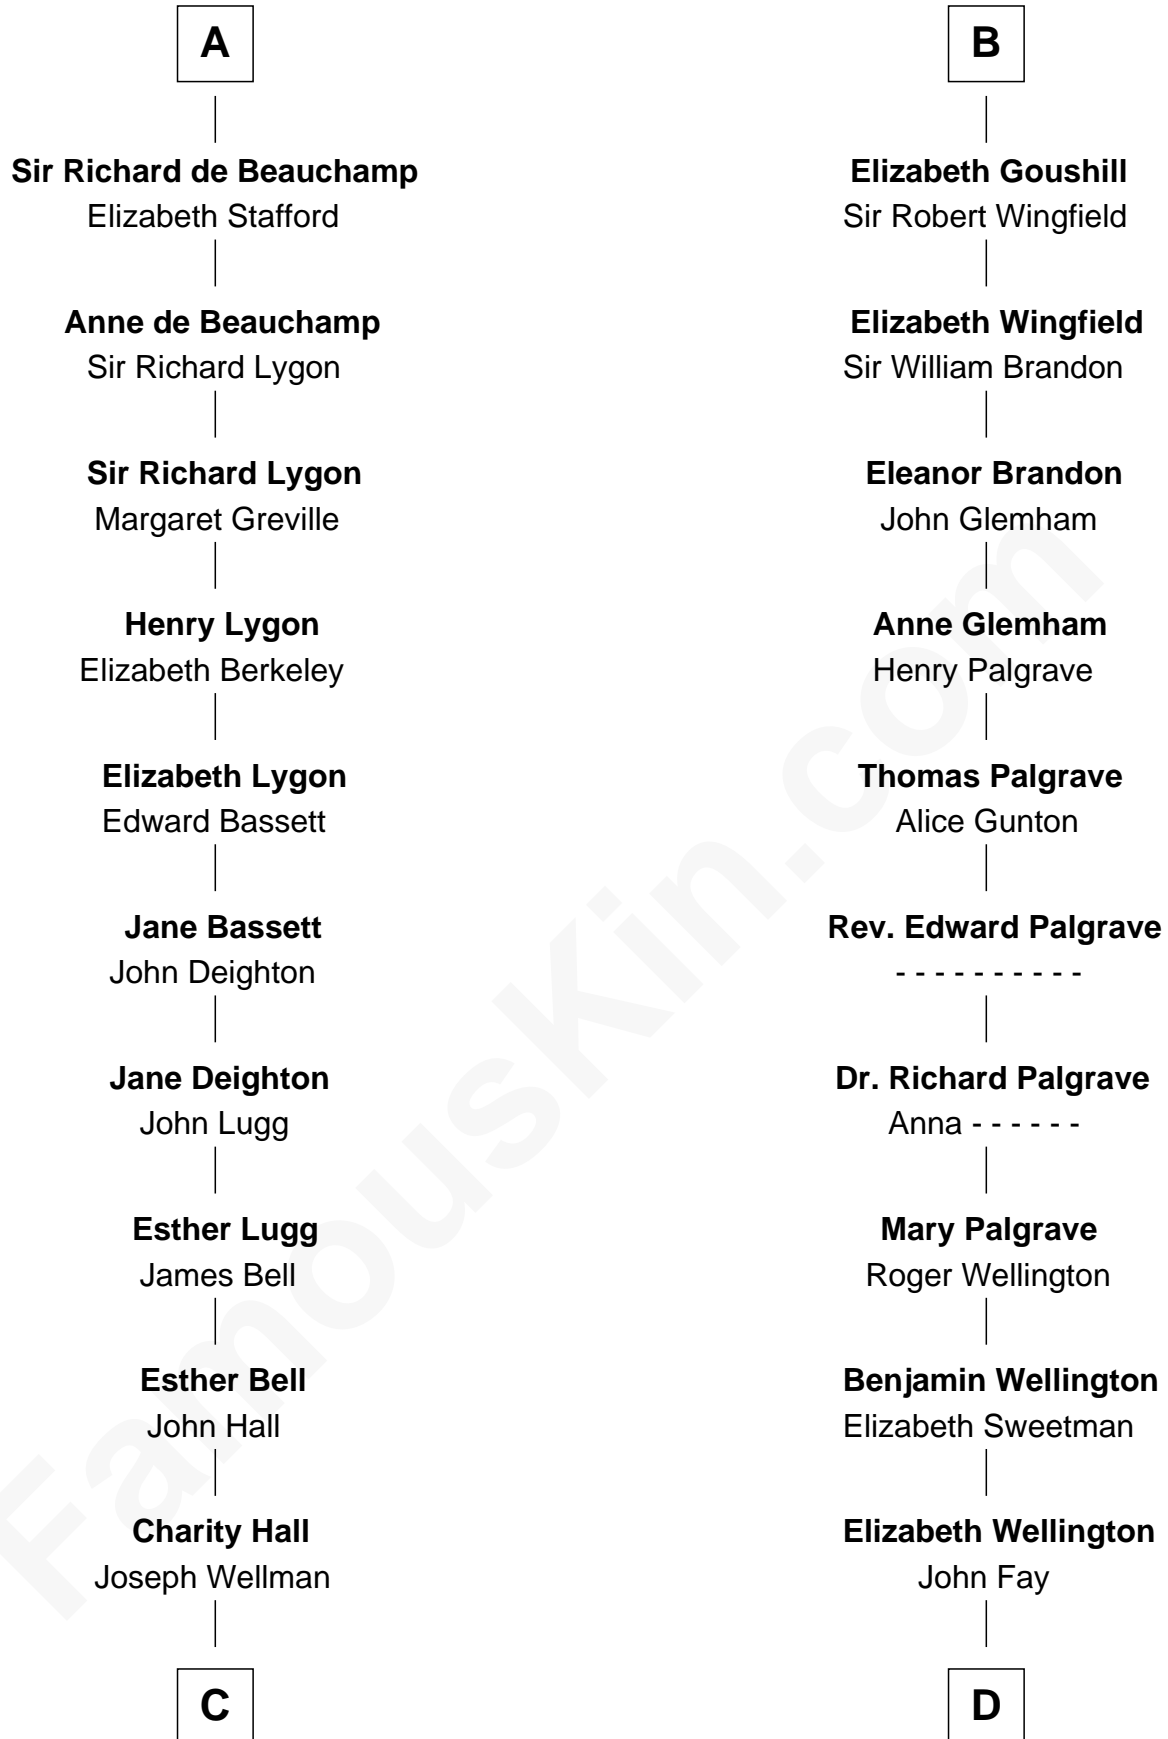 A
Sir Richard de Beauchamp
Elizabeth Stafford
Anne de Beauchamp
Sir Richard Lygon
Sir Richard Lygon
Margaret Greville
Henry Lygon
Elizabeth Berkeley
Elizabeth Lygon
Edward Bassett
Jane Bassett
John Deighton
Jane Deighton
John Lugg
Esther Lugg
James Bell
Esther Bell
John Hall
Charity Hall
Joseph Wellman
C
B
Elizabeth Goushill
Sir Robert Wingfield
Elizabeth Wingfield
Sir William Brandon
Eleanor Brandon
John Glemham
Anne Glemham
Henry Palgrave
Thomas Palgrave
Alice Gunton
Rev. Edward Palgrave
- - - - - - - - - -
Dr. Richard Palgrave
Anna - - - - - -
Mary Palgrave
Roger Wellington
Benjamin Wellington
Elizabeth Sweetman
Elizabeth Wellington
John Fay
D
FamousKin.com